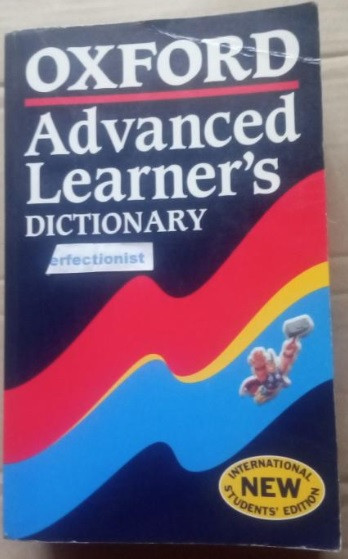 OXFORD
Advanced
Learner's
DICTIONARY
erfectionist
INTERNATIONAL
NEW
STUDENTS' EDITION